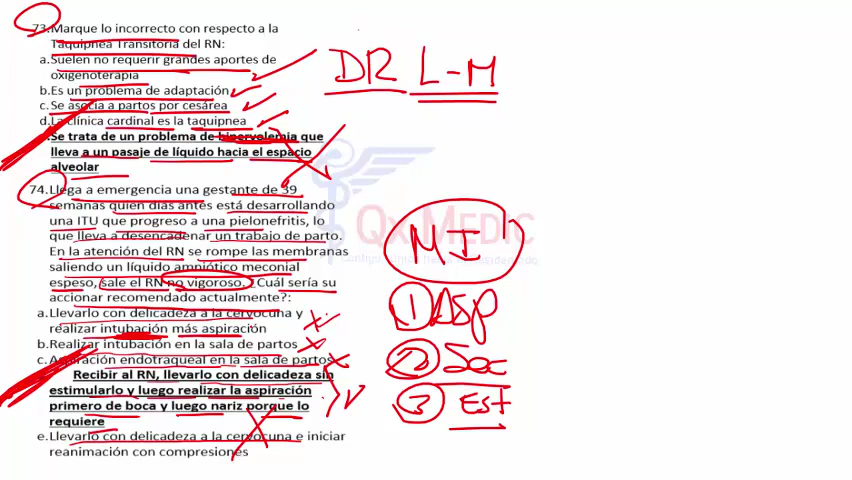 73.Marque lo incorrecto con respecto a la
Taquipnea Transitoria del RN:
a.Suelen no requerir grandes aportes de
oxigenoterapia
b.Es un problema de adaptación
c.Se asocia a partos por cesárea
d.La clínica cardinal es la taquipnea
Se trata de un problema de hipervolemia que
lleva a un pasaje de líquido hacia el espacio
alveolar
74.Llega a emergencia una gestante de 39
semanas quien días antes está desarrollando
una ITU que progreso a una pielonefritis, lo
que lleva a desencadenar un trabajo de parto.
En la atención del RN se rompe las membranas
saliendo un líquido amniótico meconial
espeso, sale el RN no vigoroso. Cuál sería su
accionar recomendado actualmente?:
a.Llevarlo con delicadeza a la cervocuna y
realizar intubación más aspiración
b.Realizar intubación en la sala de partos
c.Aspiración endotraqueal en la sala de partos
Recibir al RN, llevarlo con delicadeza sin
estimularlo y luego realizar la aspiración
primero de boca y luego nariz porque lo
requiere
e.Llevarlo con delicadeza a la cervocuna e iniciar
reanimación con compresiones
DR L-M
Qx MEDIC
MI
① Asp
② Sec
③ Est